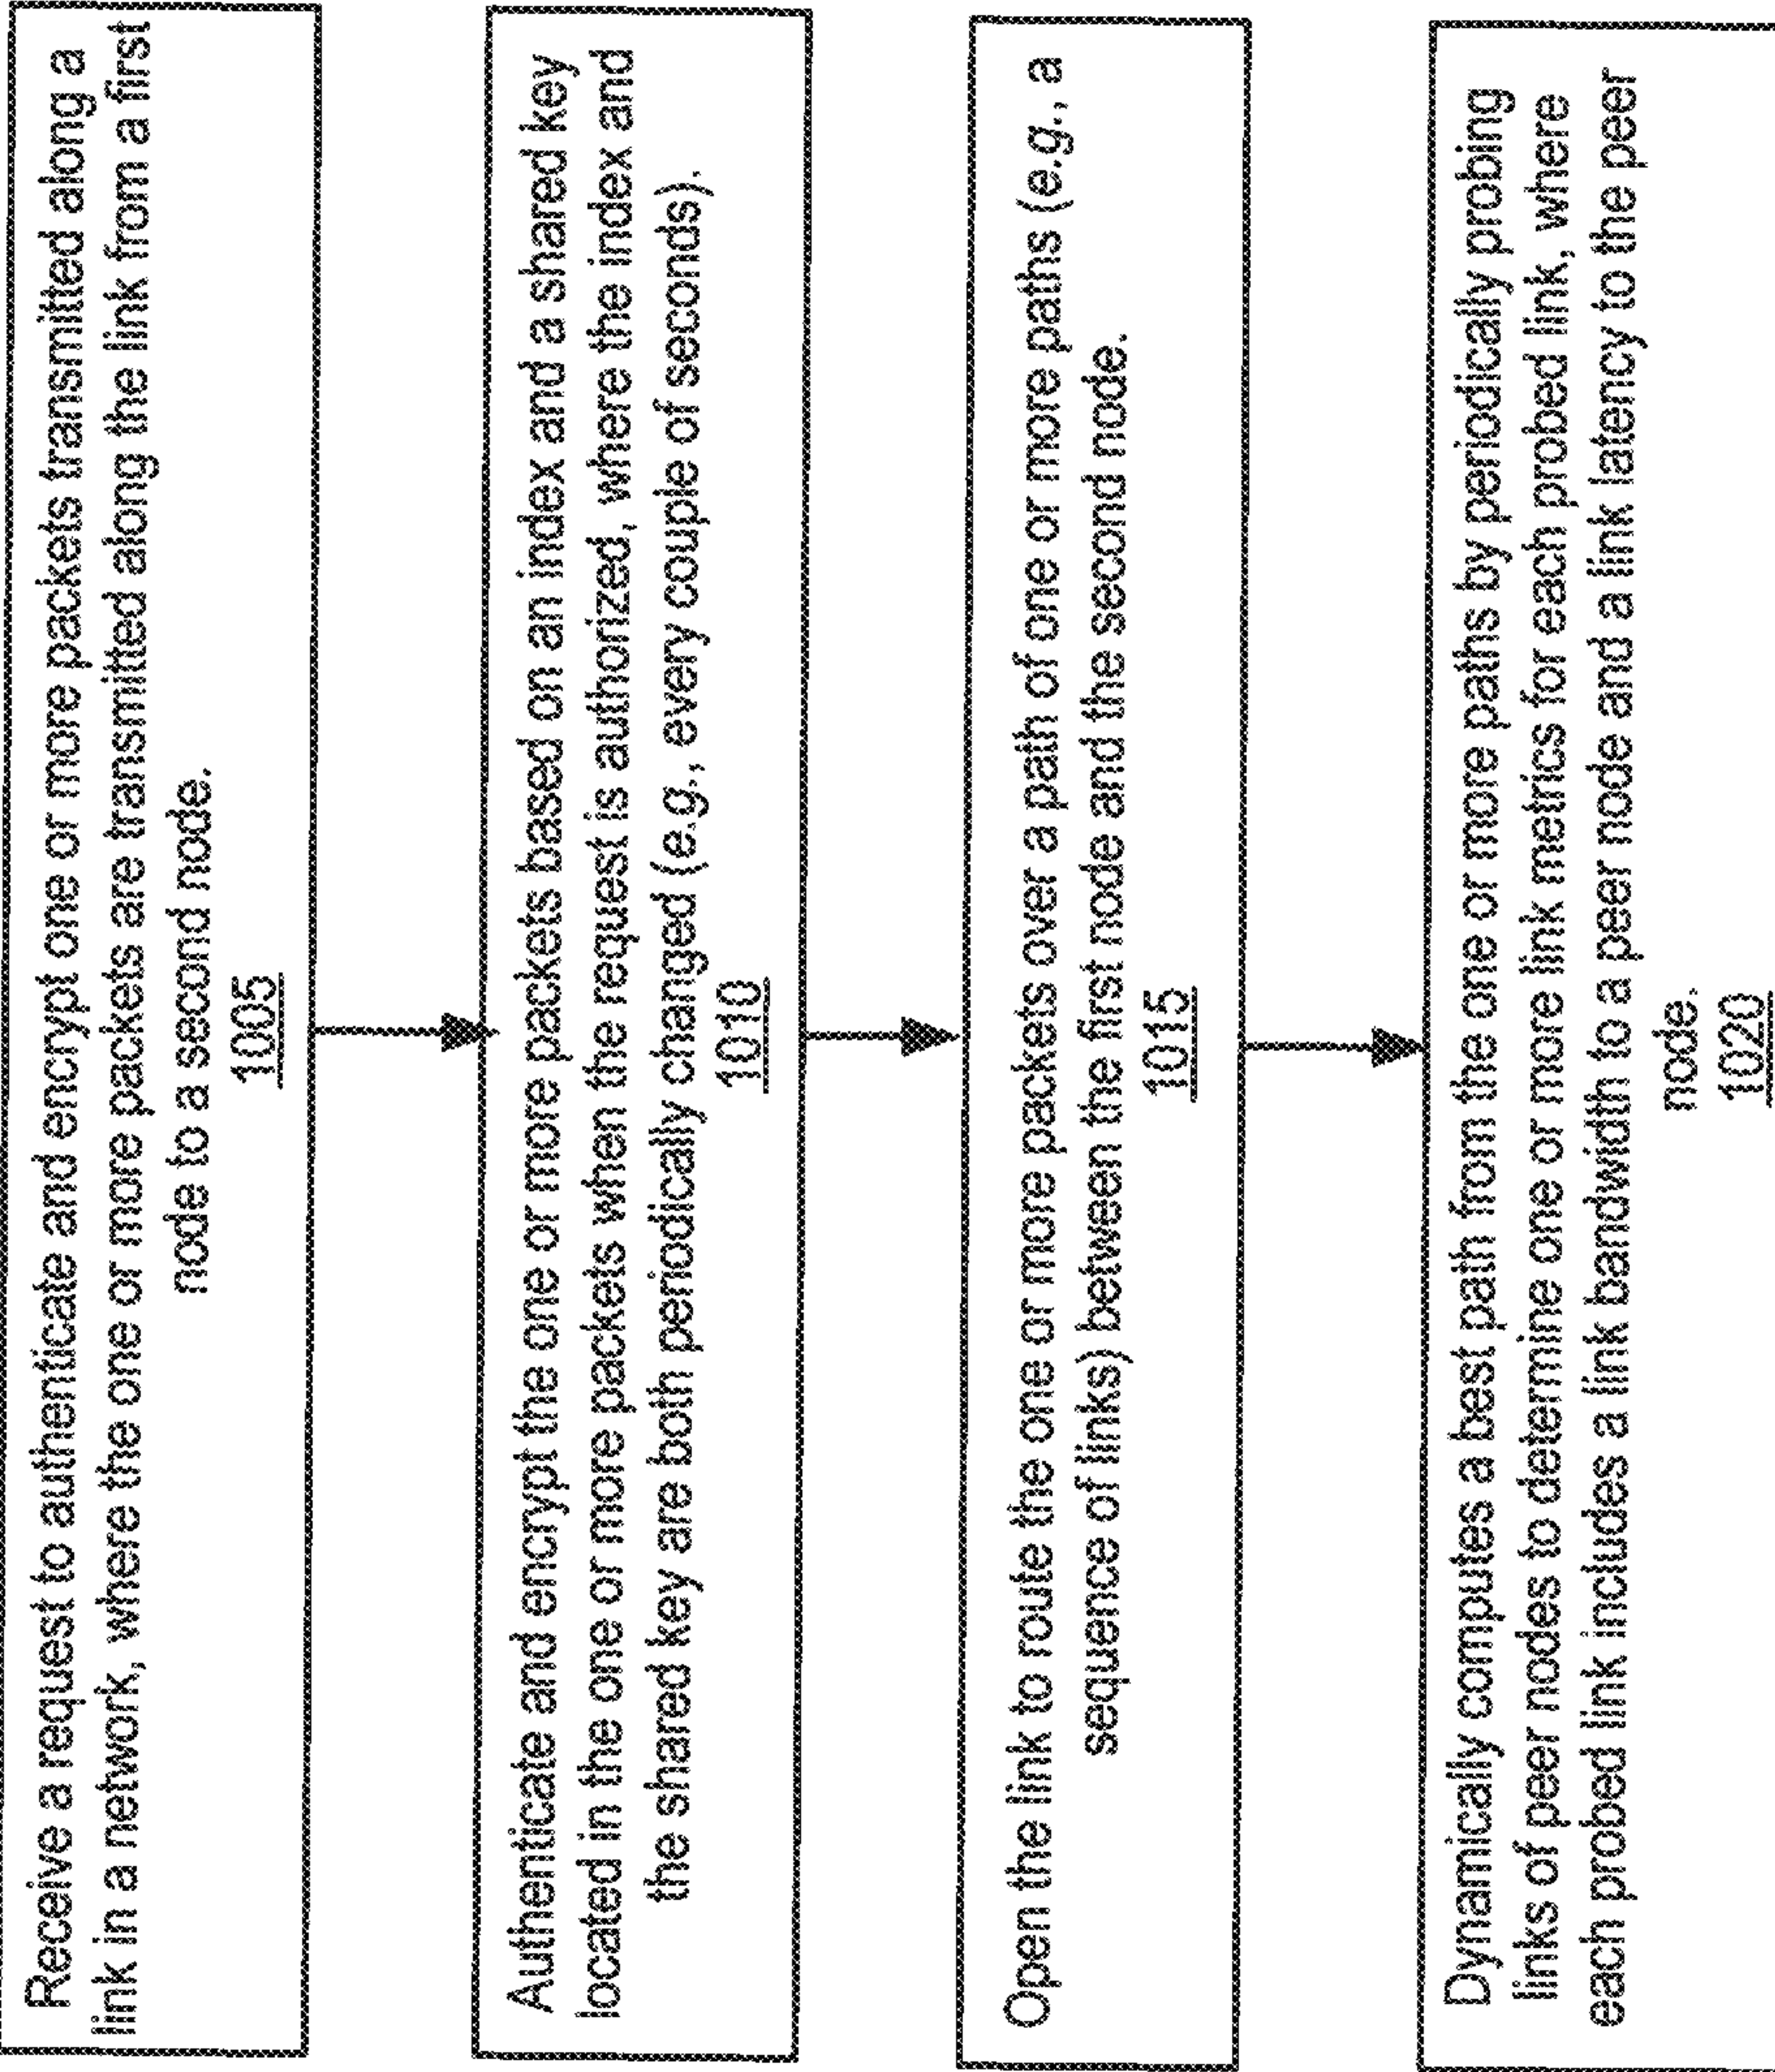 Receive a request to authenticate and encrypt one or more packets transmitted along a
link in a network, where the one or more packets are transmitted along the link from a first
node to a second node.
1005
Authenticate and encrypt the one or more packets based on an index and a shared key
located in the one or more packets when the request is authorized, where the index and
the shared key are both periodically changed (e.g., every couple of seconds).
1010
Open the link to route the one or more packets over a path of one or more paths (e.g., a
sequence of links) between the first node and the second node.
1015
Dynamically computes a best path from the one or more paths by periodically probing
links of peer nodes to determine one or more link metrics for each probed link, where
each probed link includes a link bandwidth to a peer node and a link latency to the peer
node.
1020